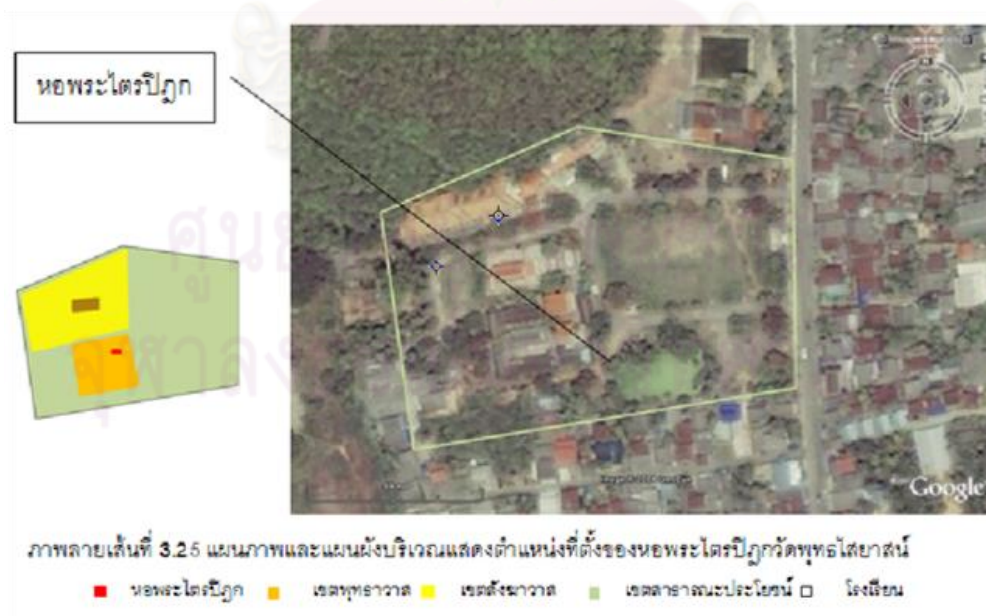 หอพระไตรปิฎก
Google
ภาพลายเส้นที่ 3.25 แผนภาพและแผนผังบริเวณแสดงตำแหน่งที่ตั้งของหอพระไตรปิฎกวัดพุทธไสยาสน์
หอพระไตรปิฎก เขตพุทธาวาส เขตสังฆาวาส เขตสาธารณะประโยชน์ โรงเรียน